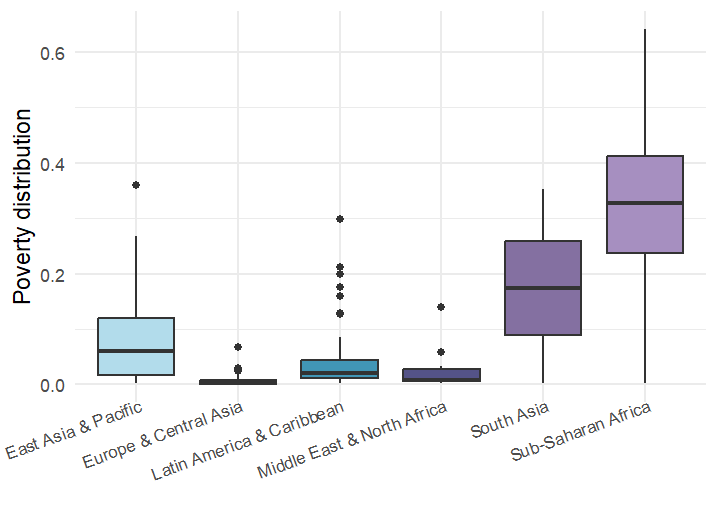 Poverty distribution
0.6
0.4
0.2
0.0
East Asia & Pacific
Europe & Central Asia
Latin America & Caribbean
Middle East & North Africa
South Asia
Sub-Saharan Africa